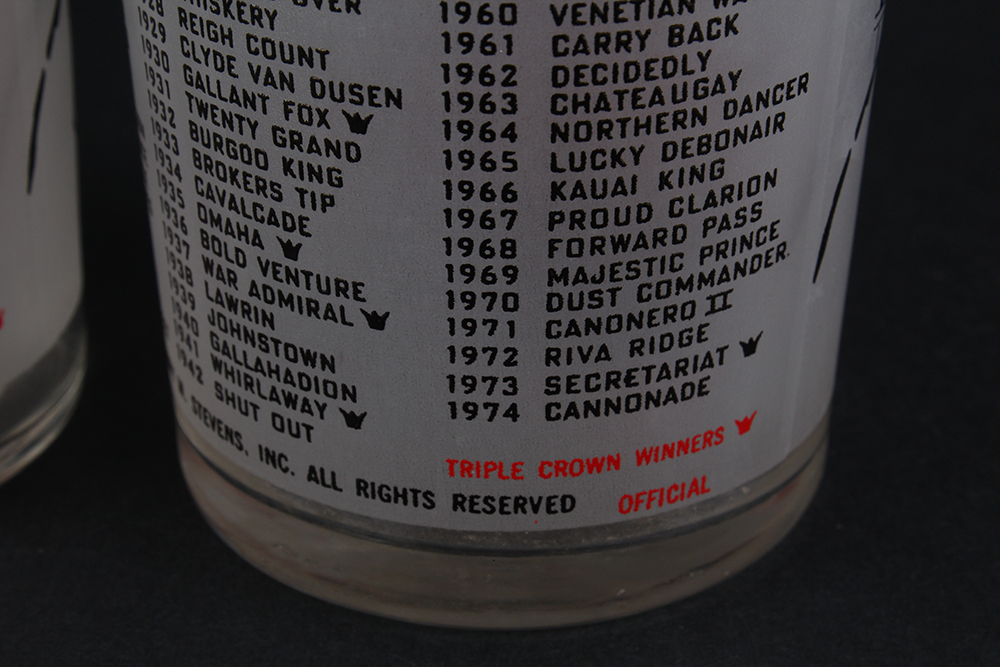 OVER
WHISKERY
28 REIGH COUNT
1929 CLYDE VAN DUSEN
1930 GALLANT FOX
1931 TWENTY GRAND
1932 BURGOO KING
1933 BROKERS TIP
1934 CAVALCADE
1935 OMAHA
1936 BOLD VENTURE
1937 WAR ADMIRAL
1938 LAWRIN
1939 JOHNSTOWN
1940 GALLAHADION
1941 WHIRLAWAY
1942 SHUT OUT
1960 VENETIAN
1961 CARRY BACK
1962 DECIDEDLY
1963 CHATEAUGAY
1964 NORTHERN DANCER
1965 LUCKY DEBONAIR
1966 KAUAI KING
1967 PROUD CLARION
1968 FORWARD PASS
1969 MAJESTIC PRINCE
1970 DUST COMMANDER
1971 CANONERO II
1972 RIVA RIDGE
1973 SECRETARIAT
1974 CANNONADE
TRIPLE CROWN WINNERS
STEVENS, INC. ALL RIGHTS RESERVED OFFICIAL